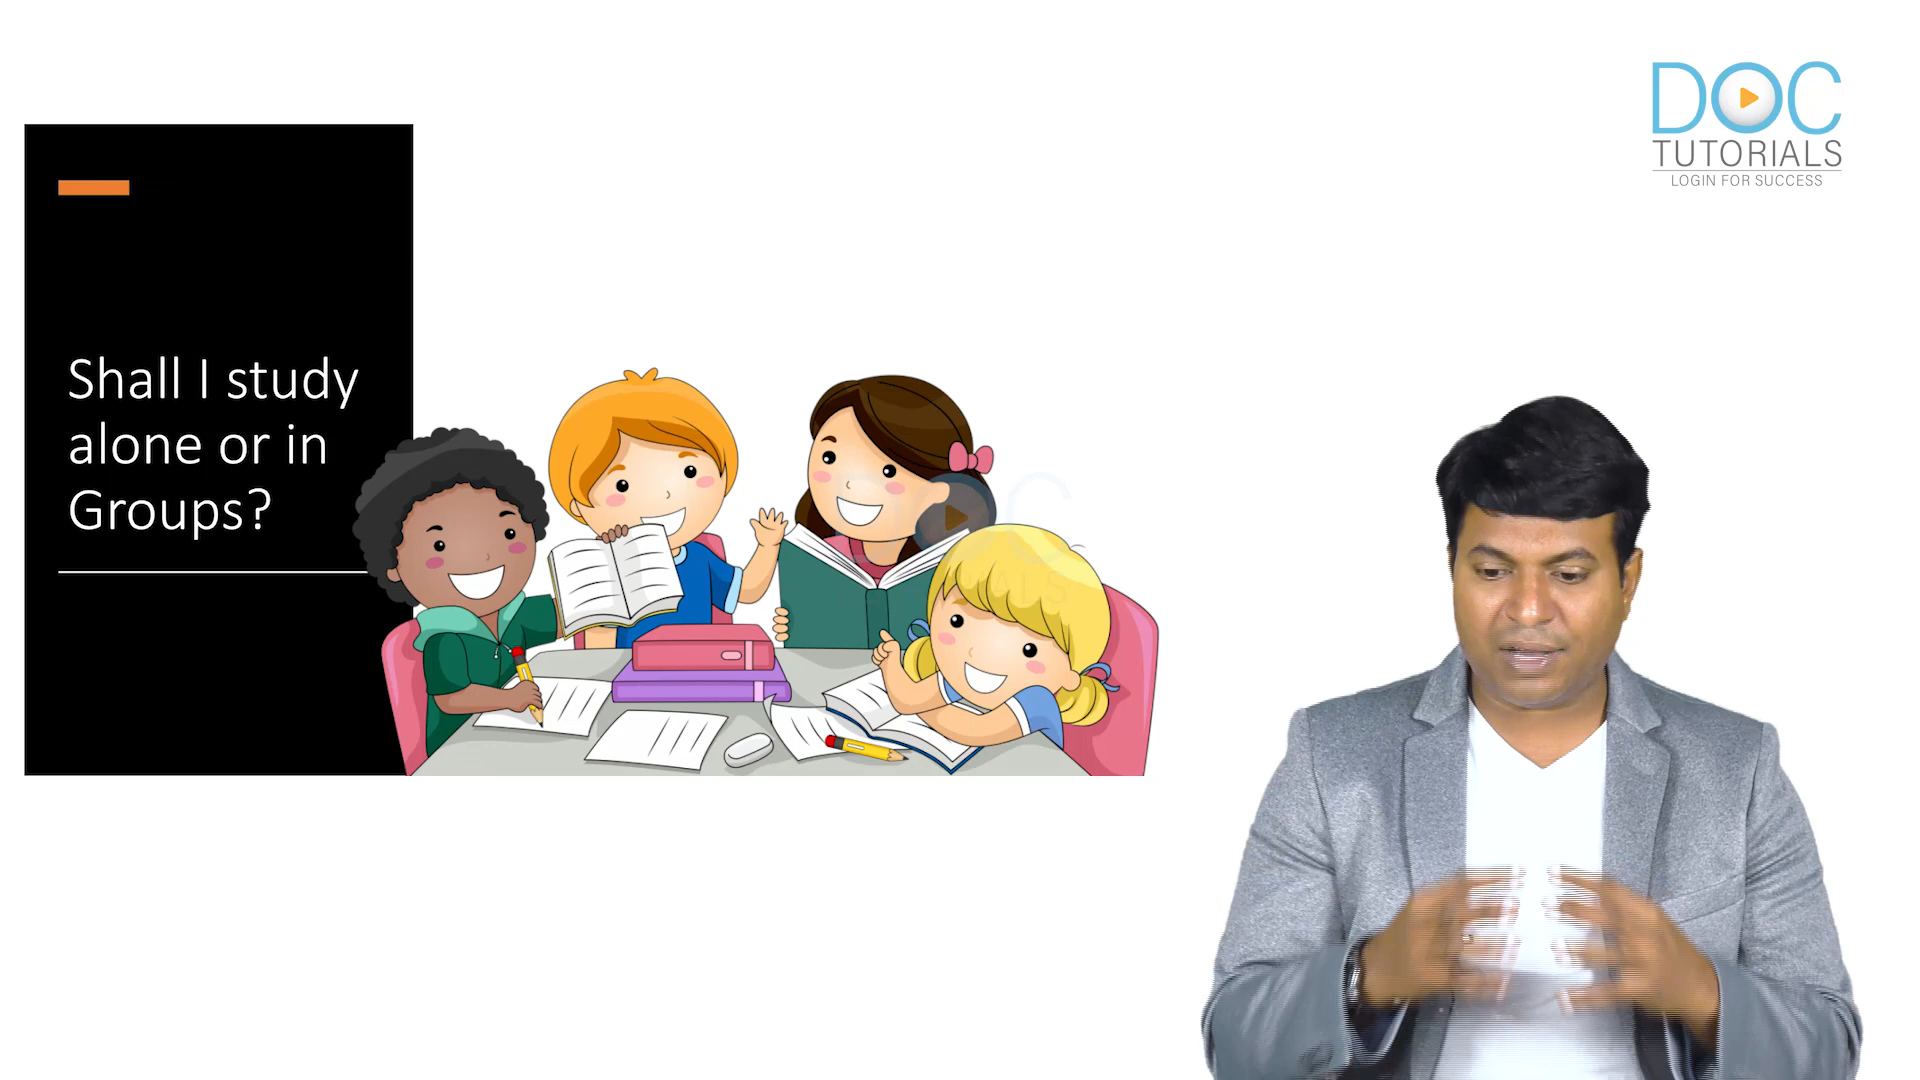 DOC
TUTORIALS
LOGIN FOR SUCCESS
Shall I study
alone or in
Groups?